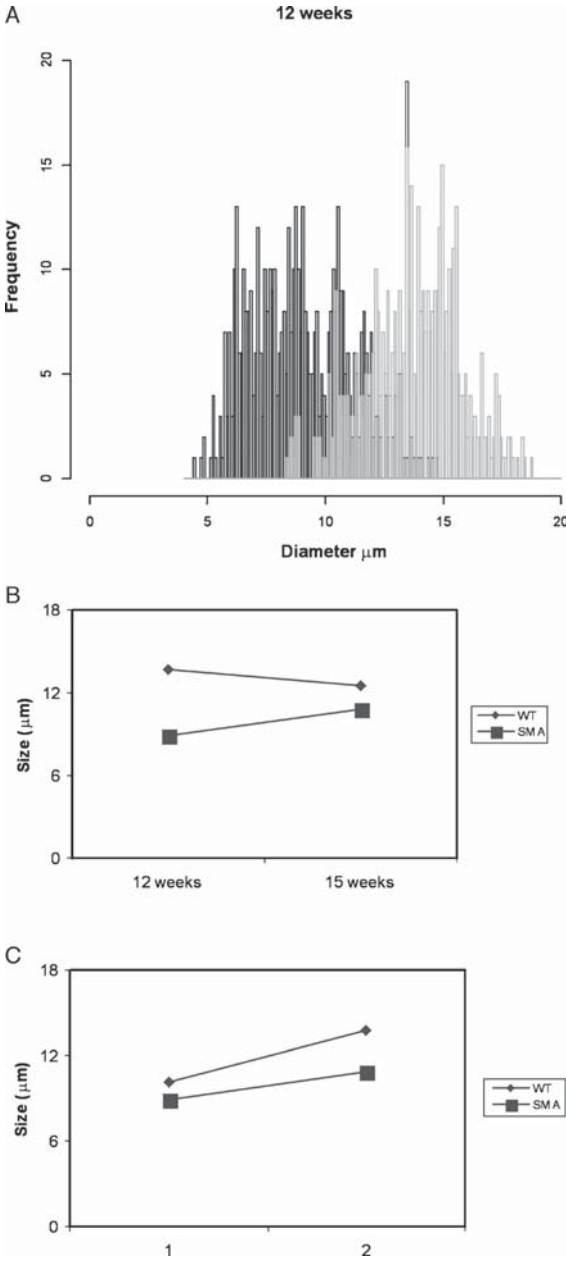 A
12 weeks
20
15
10
5
0
Frequency
0 5 10 15 20
Diameter μm
B
18
12
6
0
Size (μm)
12 weeks 15 weeks
WT
SMA
C
18
12
6
0
Size (μm)
1 2
WT
SMA